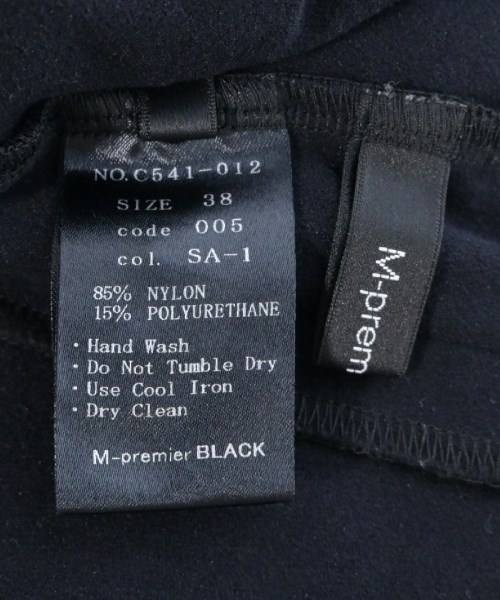 NO.C541-012
SIZE 38
code 005
col. SA-1
85% NYLON
15% POLYURETHANE
・Hand Wash
・Do Not Tumble Dry
・Use Cool Iron
・Dry Clean
M-premier BLACK
M-prem